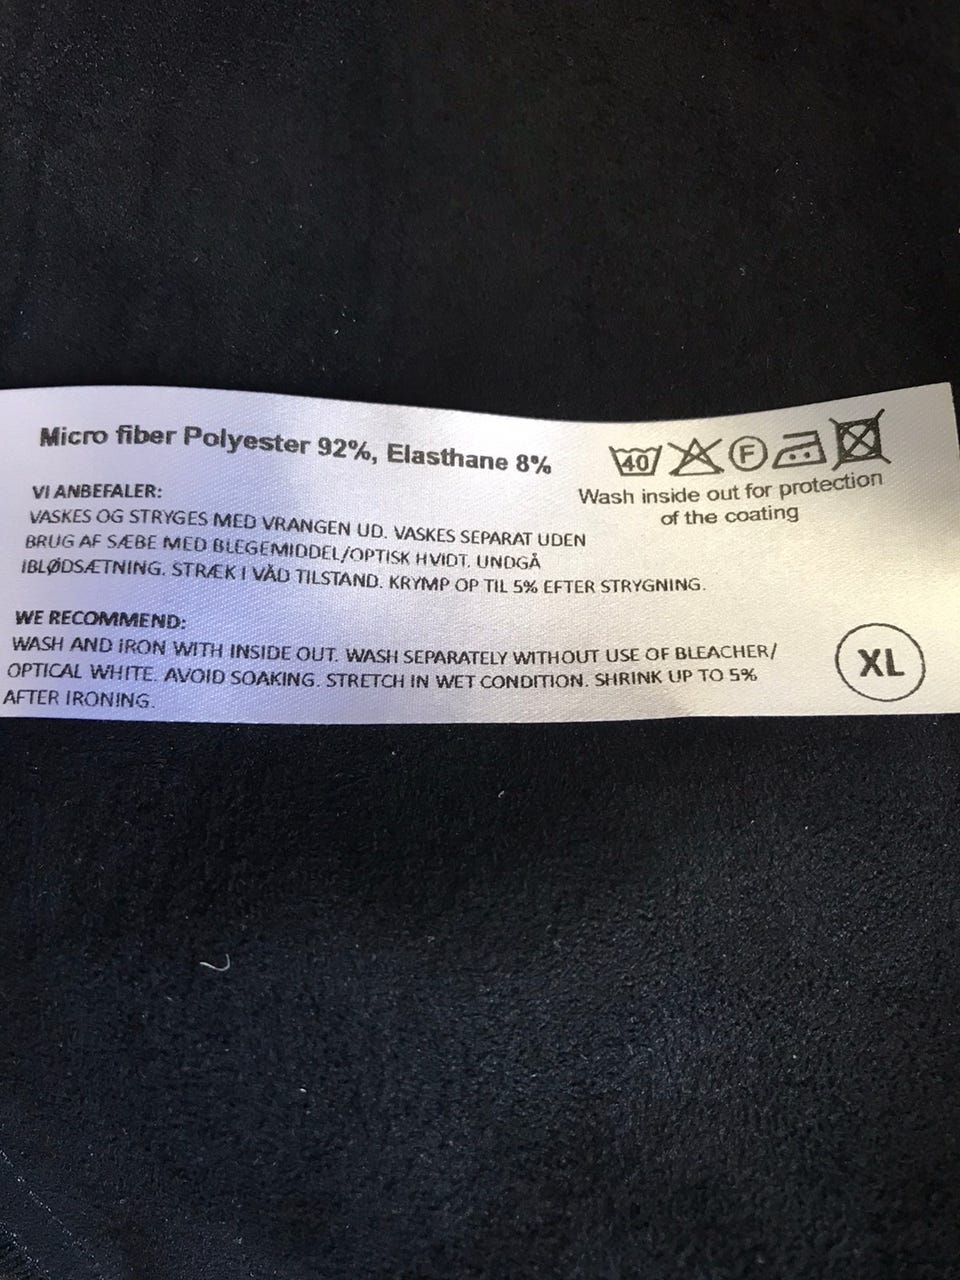 Micro fiber Polyester 92%, Elasthane 8%
40 F
Wash inside out for protection
of the coating
VI ANBEFALER:
VASKES OG STRYGES MED VRANGEN UD. VASKES SEPARAT UDEN
BRUG AF SÆBE MED BLEGEMIDDEL/OPTISK HVIDT. UNDGÅ
IBLØDSÆTNING. STRÆK I VÅD TILSTAND. KRYMP OP TIL 5% EFTER STRYGNING.
WE RECOMMEND:
WASH AND IRON WITH INSIDE OUT. WASH SEPARATELY WITHOUT USE OF BLEACHER/
OPTICAL WHITE. AVOID SOAKING. STRETCH IN WET CONDITION. SHRINK UP TO 5%
AFTER IRONING.
XL